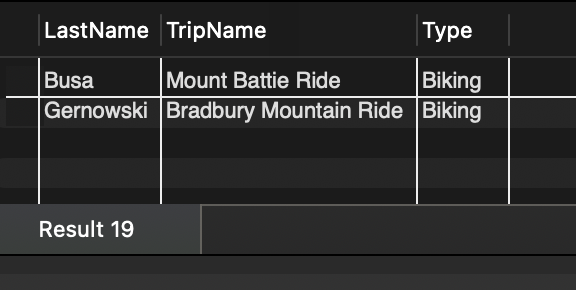 LastName TripName Type
Busa Mount Battie Ride Biking
Gernowski Bradbury Mountain Ride Biking
Result 19